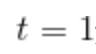 t = 1,